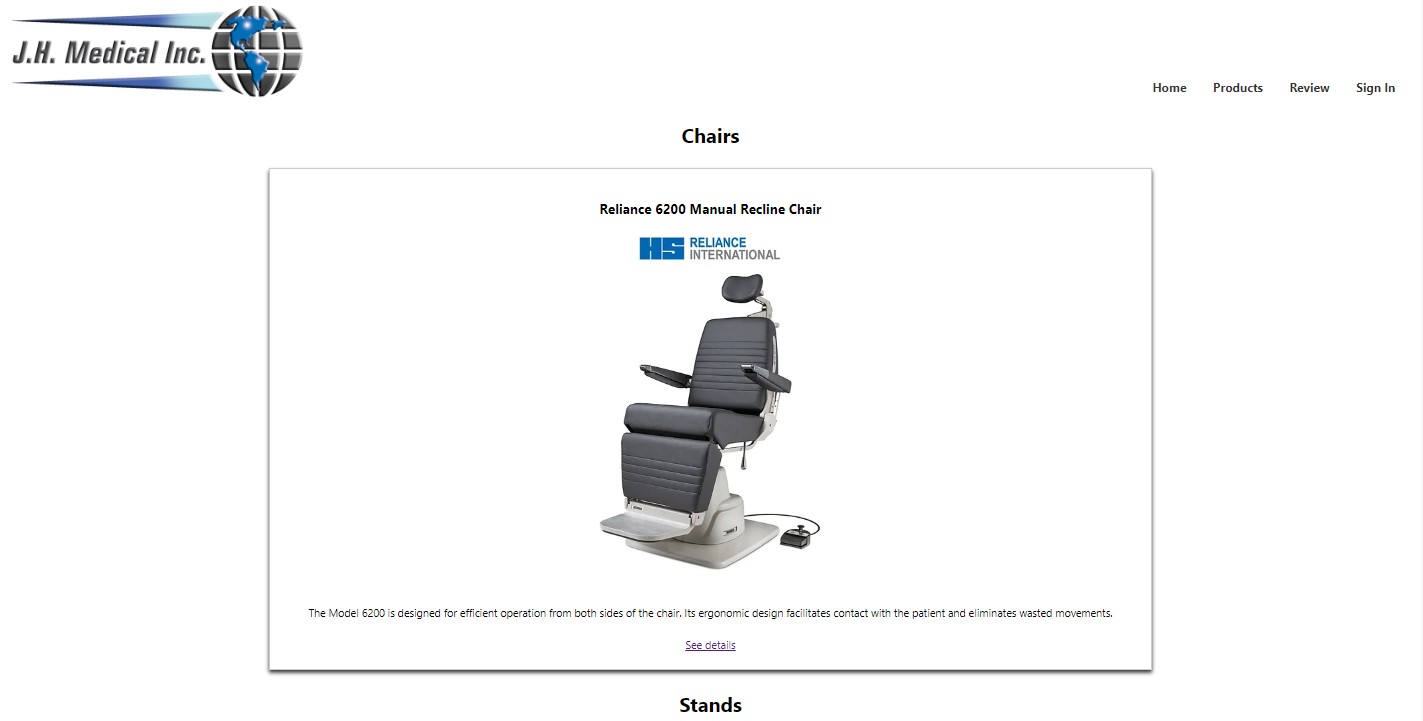 J.H. Medical Inc.
Home Products Review Sign In
Chairs
Reliance 6200 Manual Recline Chair
HS RELIANCE
INTERNATIONAL
The Model 6200 is designed for efficient operation from both sides of the chair. Its ergonomic design facilitates contact with the patient and eliminates wasted movements.
See details
Stands